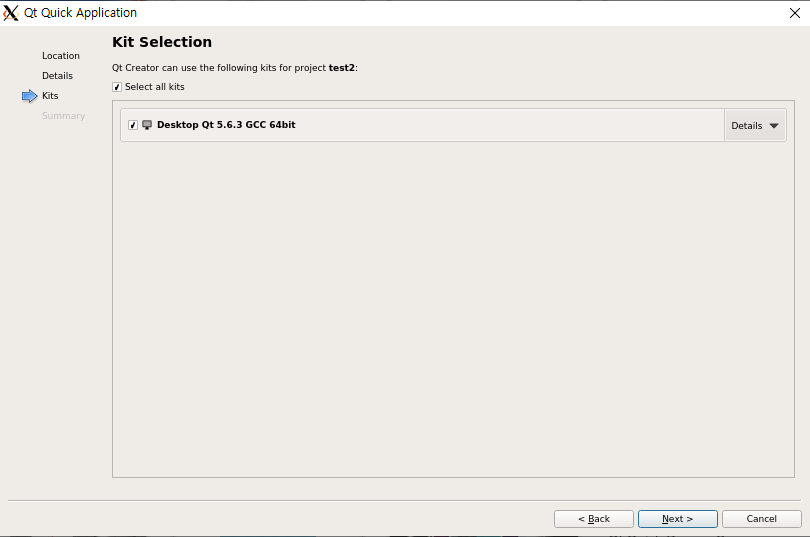 Qt Quick Application
Location
Details
Kits
Summary
Kit Selection
Qt Creator can use the following kits for project test2:
Select all kits
Desktop Qt 5.6.3 GCC 64bit
Details
< Back
Next >
Cancel